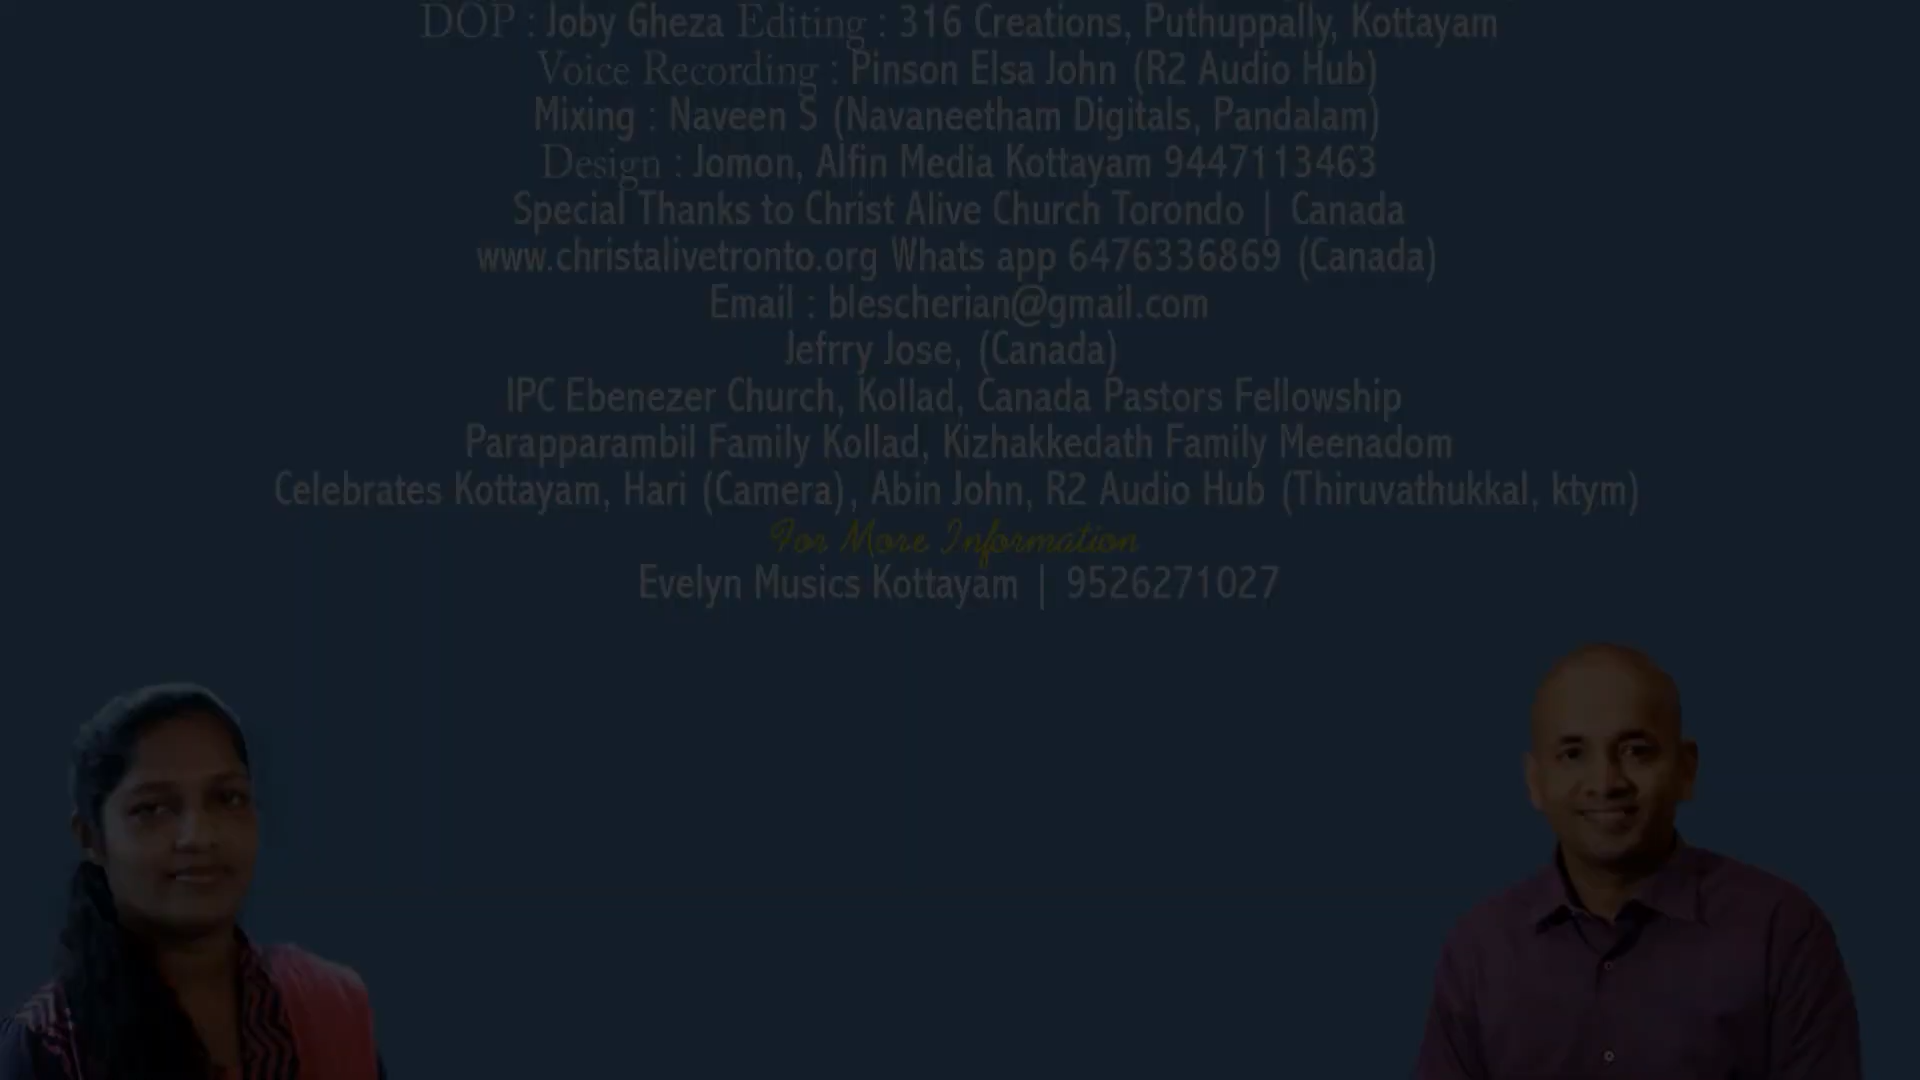 DOP : Joby Gheza Editing : 316 Creations, Puthuppally, Kottayam
Voice Recording : Pinson Elsa John (R2 Audio Hub)
Mixing : Naveen S (Navaneetham Digitals, Pandalam)
Design : Jomon, Alfin Media Kottayam 9447113463
Special Thanks to Christ Alive Church Torondo | Canada
www.christalivetronto.org Whats app 6476336869 (Canada)
Email : blescherian@gmail.com
Jefrry Jose, (Canada)
IPC Ebenezer Church, Kollad, Canada Pastors Fellowship
Parapparambil Family Kollad, Kizhakkedath Family Meenadom
Celebrates Kottayam, Hari (Camera), Abin John, R2 Audio Hub (Thiruvathukkal, ktym)
For More Information
Evelyn Musics Kottayam | 9526271027